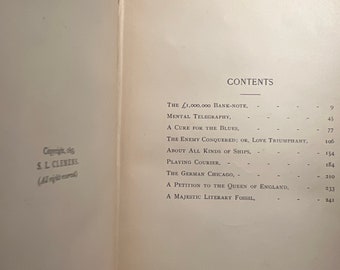 Copyright,
S. L. CLEMENS.
(All rights reserved)
CONTENTS
THE £1,000,000 BANK-NOTE, - - - - 9
MENTAL TELEGRAPHY, - - - - - 45
A CURE FOR THE BLUES, - - - - - 77
THE ENEMY CONQUERED; OR, LOVE TRIUMPHANT, - 106
ABOUT ALL KINDS OF SHIPS, - - - - 154
PLAYING COURIER, - - - - - - 184
THE GERMAN CHICAGO, - - - - - 210
A PETITION TO THE QUEEN OF ENGLAND, - - 233
A MAJESTIC LITERARY FOSSIL, - - - - 241